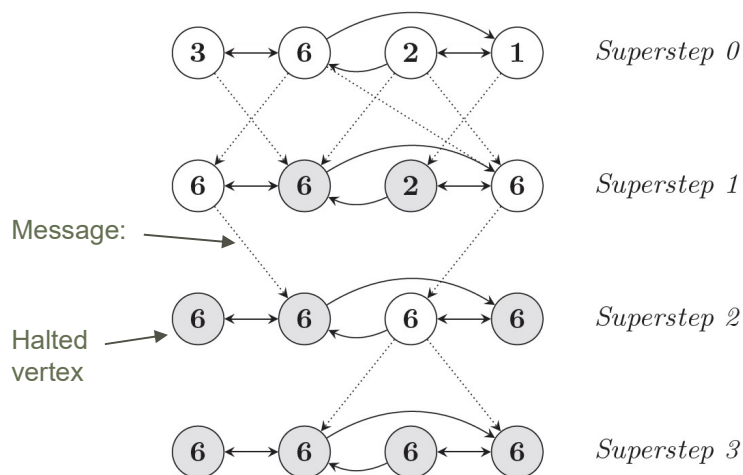 3 6 2 1 Superstep 0
6 6 2 6 Superstep 1
Message:
6 6 6 6 Superstep 2
Halted
vertex
6 6 6 6 Superstep 3